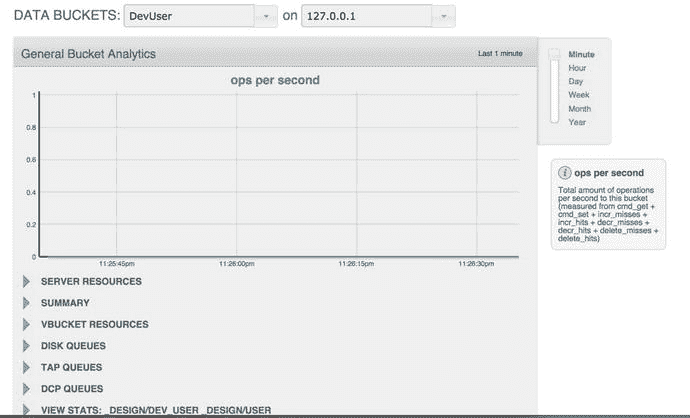 DATA BUCKETS: DevUser on 127.0.0.1
General Bucket Analytics Last 1 minute
ops per second
1
0.8
0.6
0.4
0.2
0
11:25:45pm 11:26:00pm 11:26:15pm 11:26:30pm
SERVER RESOURCES
SUMMARY
VBUCKET RESOURCES
DISK QUEUES
TAP QUEUES
DCP QUEUES
VIEW STATS: _DESIGN/DEV_USER _DESIGN/USER
Minute
Hour
Day
Week
Month
Year
i ops per second
Total amount of operations
per second to this bucket
(measured from cmd_get +
cmd_set + incr_misses +
incr_hits + decr_misses +
decr_hits + delete_misses +
delete_hits)